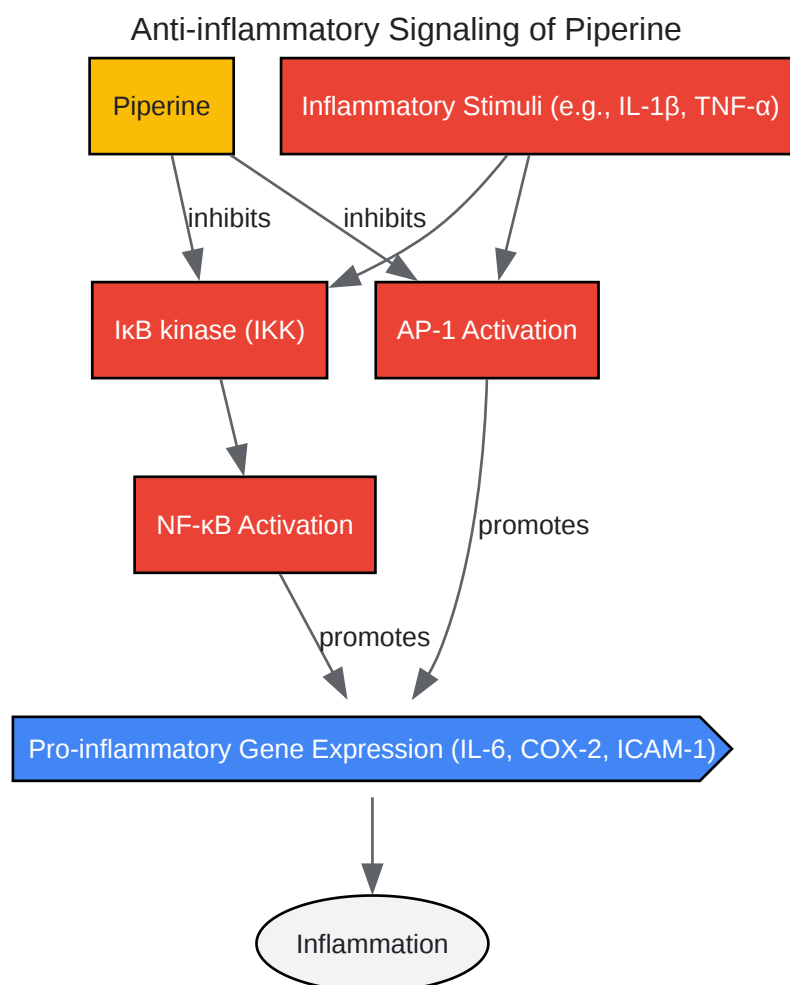 Anti-inflammatory Signaling of Piperine
Piperine
Inflammatory Stimuli (e.g., IL-1β, TNF-α)
inhibits
inhibits
IκB kinase (IKK)
AP-1 Activation
NF-κB Activation
promotes
promotes
Pro-inflammatory Gene Expression (IL-6, COX-2, ICAM-1)
Inflammation